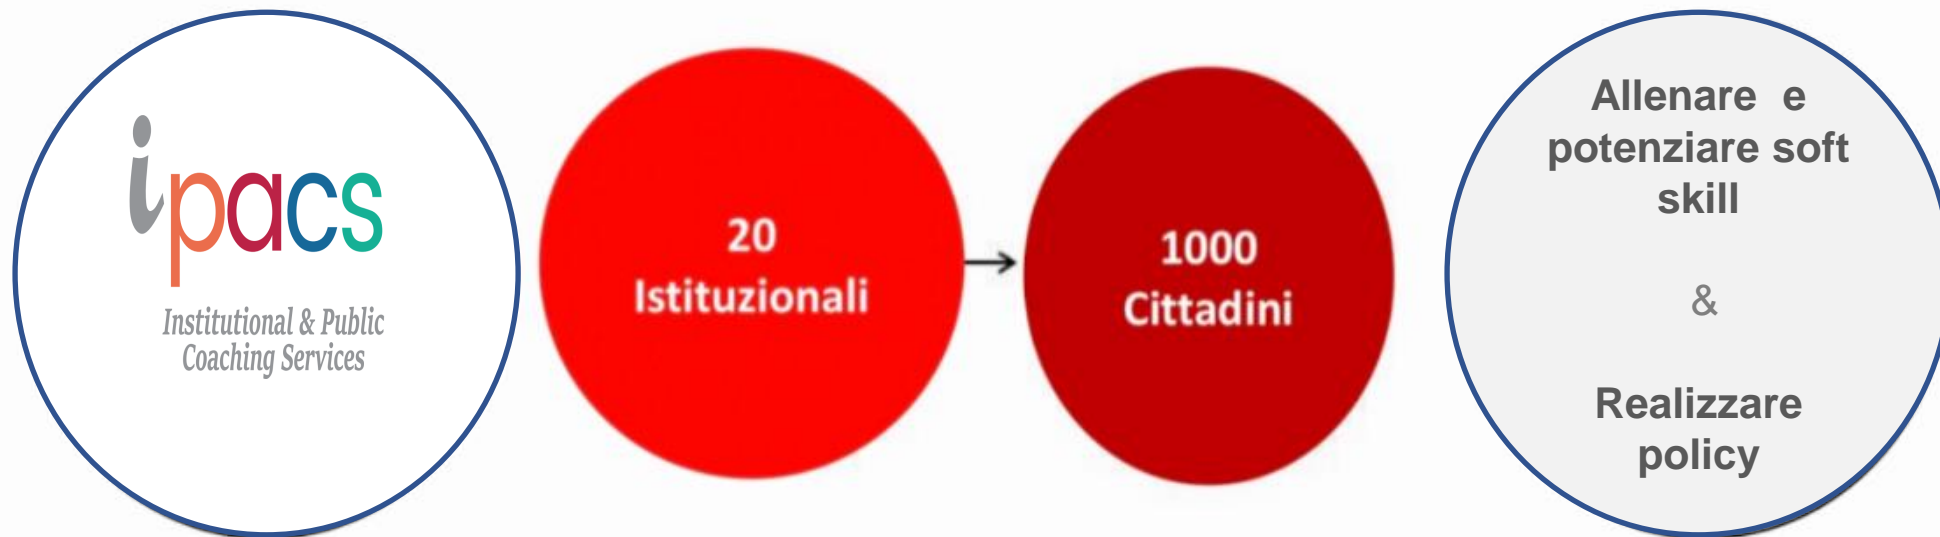 ipacs
Institutional & Public
Coaching Services
20
Istituzionali
1000
Cittadini
Allenare e
potenziare soft
skill
&
Realizzare
policy